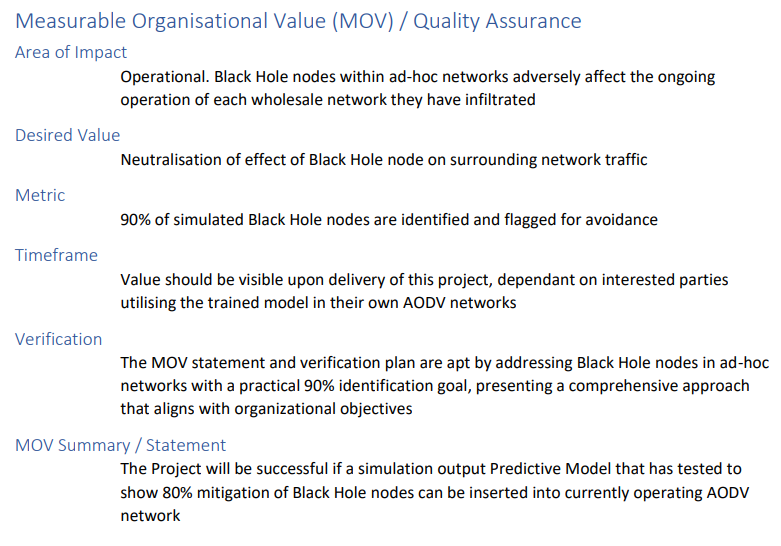 Measurable Organisational Value (MOV) / Quality Assurance
Area of Impact
Operational. Black Hole nodes within ad-hoc networks adversely affect the ongoing
operation of each wholesale network they have infiltrated
Desired Value
Neutralisation of effect of Black Hole node on surrounding network traffic
Metric
90% of simulated Black Hole nodes are identified and flagged for avoidance
Timeframe
Value should be visible upon delivery of this project, dependant on interested parties
utilising the trained model in their own AODV networks
Verification
The MOV statement and verification plan are apt by addressing Black Hole nodes in ad-hoc
networks with a practical 90% identification goal, presenting a comprehensive approach
that aligns with organizational objectives
MOV Summary / Statement
The Project will be successful if a simulation output Predictive Model that has tested to
show 80% mitigation of Black Hole nodes can be inserted into currently operating AODV
network